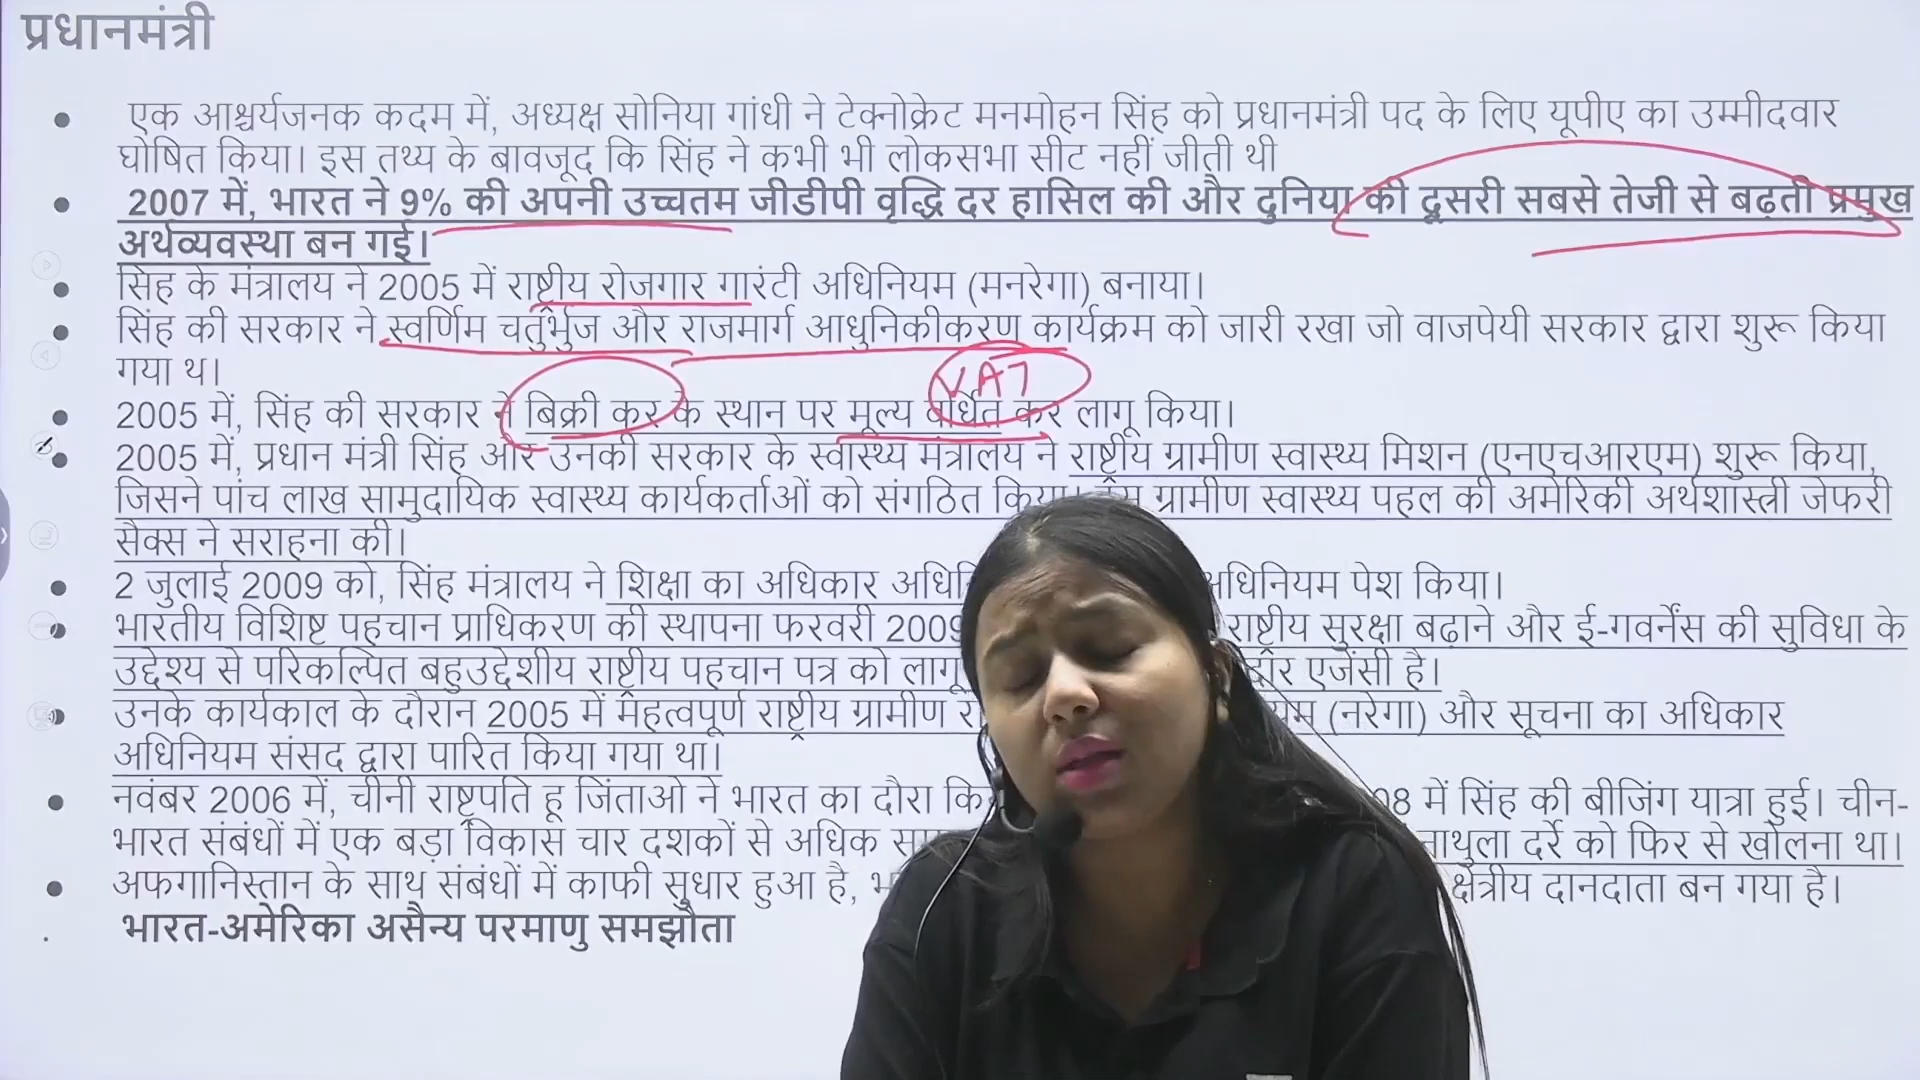 प्रधानमंत्री
एक आश्चर्यजनक कदम में, अध्यक्ष सोनिया गांधी ने टेक्नोक्रेट मनमोहन सिंह को प्रधानमंत्री पद के लिए यूपीए का उम्मीदवार
घोषित किया। इस तथ्य के बावजूद कि सिंह ने कभी भी लोकसभा सीट नहीं जीती थी
2007 में, भारत ने 9% की अपनी उच्चतम जीडीपी वृद्धि दर हासिल की और दुनिया की दूसरी सबसे तेजी से बढ़ती प्रमुख
अर्थव्यवस्था बन गई।
सिंह के मंत्रालय ने 2005 में राष्ट्रीय रोजगार गारंटी अधिनियम (मनरेगा) बनाया।
सिंह की सरकार ने स्वर्णिम चतुर्भुज और राजमार्ग आधुनिकीकरण कार्यक्रम को जारी रखा जो वाजपेयी सरकार द्वारा शुरू किया
गया थ।
VAT
2005 में, सिंह की सरकार ने बिक्री कर के स्थान पर मूल्य वर्धित कर लागू किया।
2005 में, प्रधान मंत्री सिंह और उनकी सरकार के स्वास्थ्य मंत्रालय ने राष्ट्रीय ग्रामीण स्वास्थ्य मिशन (एनएचआरएम) शुरू किया,
जिसने पांच लाख सामुदायिक स्वास्थ्य कार्यकर्ताओं को संगठित किया। ग्रामीण स्वास्थ्य पहल की अमेरिकी अर्थशास्त्री जेफरी
सैक्स ने सराहना की।
2 जुलाई 2009 को, सिंह मंत्रालय ने शिक्षा का अधिकार पेश किया।
भारतीय विशिष्ट पहचान प्राधिकरण की स्थापना फरवरी 2009 राष्ट्रीय सुरक्षा बढ़ाने और ई-गवर्नेंस की सुविधा के
उद्देश्य से परिकल्पित बहुउद्देशीय राष्ट्रीय पहचान पत्र को लागू एजेंसी है।
उनके कार्यकाल के दौरान 2005 में महत्वपूर्ण राष्ट्रीय ग्रामीण (नरेगा) और सूचना का अधिकार
अधिनियम संसद द्वारा पारित किया गया था।
नवंबर 2006 में, चीनी राष्ट्रपति हू जिंताओ ने भारत का दौरा में सिंह की बीजिंग यात्रा हुई। चीन-
भारत संबंधों में एक बड़ा विकास चार दशकों से अधिक नाथुला दर्रे को फिर से खोलना था।
अफगानिस्तान के साथ संबंधों में काफी सुधार हुआ है, क्षेत्रीय दानदाता बन गया है।
भारत-अमेरिका असैन्य परमाणु समझौता